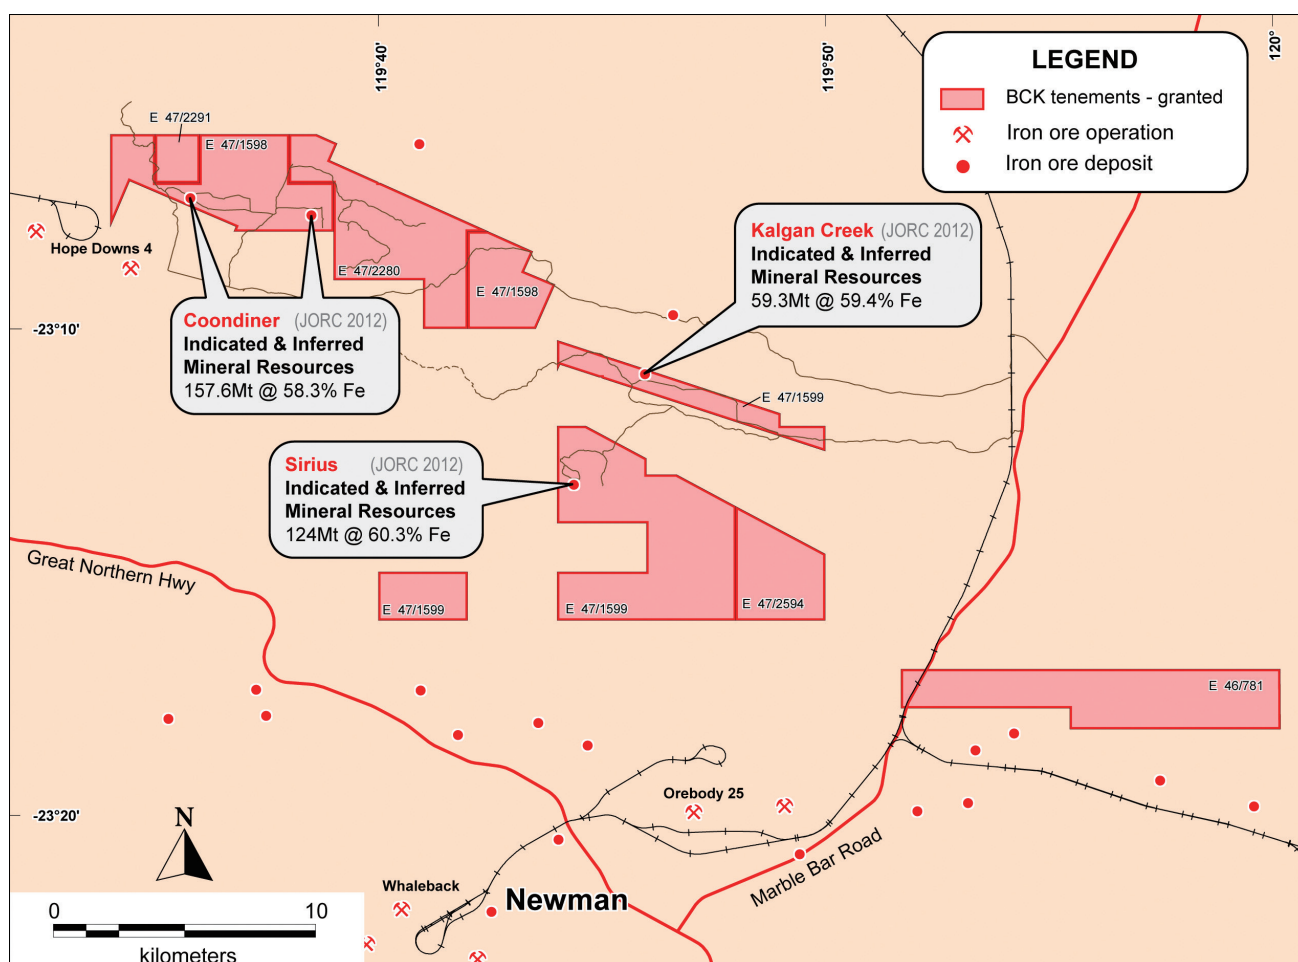 119°40'
119°50'
120°
LEGEND
BCK tenements - granted
Iron ore operation
Iron ore deposit
E 47/2291
E 47/1598
Hope Downs 4
E 47/2280
E 47/1598
Kalgan Creek (JORC 2012)
Indicated & Inferred
Mineral Resources
59.3Mt @ 59.4% Fe
-23°10'
Coondiner (JORC 2012)
Indicated & Inferred
Mineral Resources
157.6Mt @ 58.3% Fe
E 47/1599
Sirius (JORC 2012)
Indicated & Inferred
Mineral Resources
124Mt @ 60.3% Fe
Great Northern Hwy
E 47/1599
E 47/1599
E 47/2594
E 46/781
Orebody 25
-23°20'
N
Marble Bar Road
Whaleback
Newman
0 10
kilometers